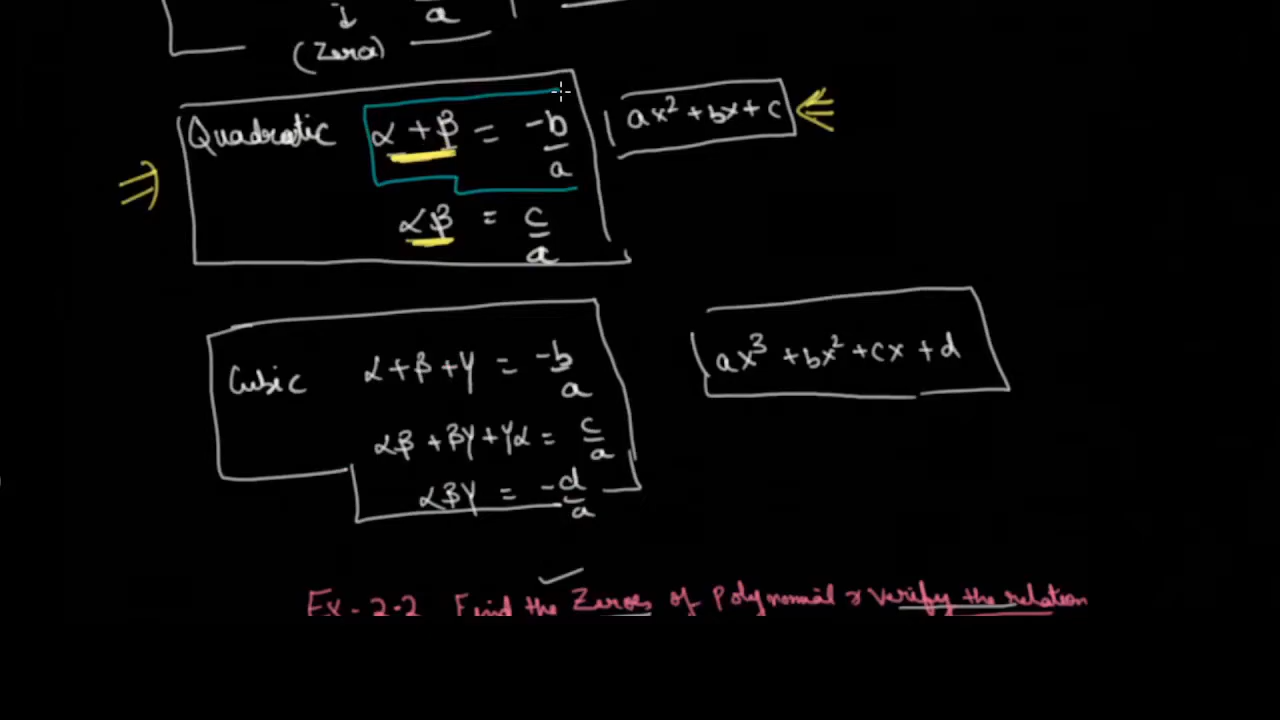 ↓ a
(Zero)
Quadratic α + β = -b/a ax² + bx + c
αβ = c/a
Cubic α + β + γ = -b/a ax³ + bx² + cx + d
αβ + βγ + γα = c/a
αβγ = -d/a
Ex-2.2 Find the Zeroes of Polynomial & verify the relation